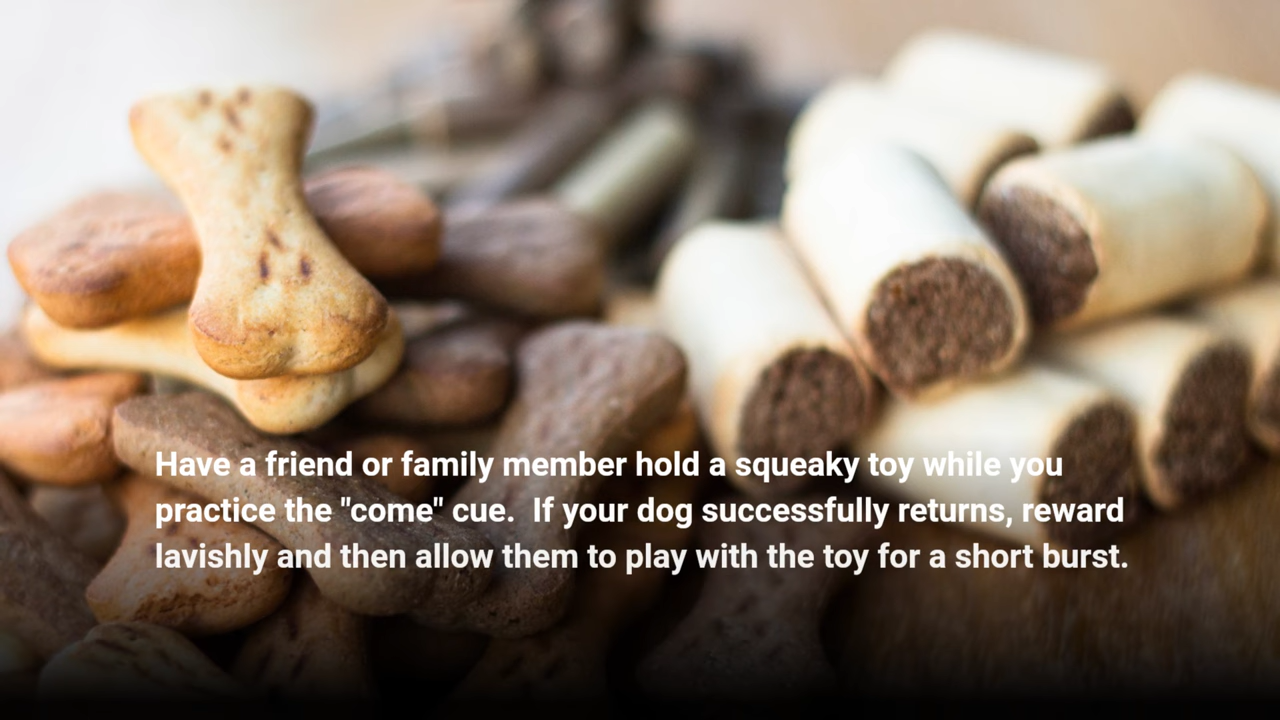 Have a friend or family member hold a squeaky toy while you
practice the "come" cue.  If your dog successfully returns, reward
lavishly and then allow them to play with the toy for a short burst.